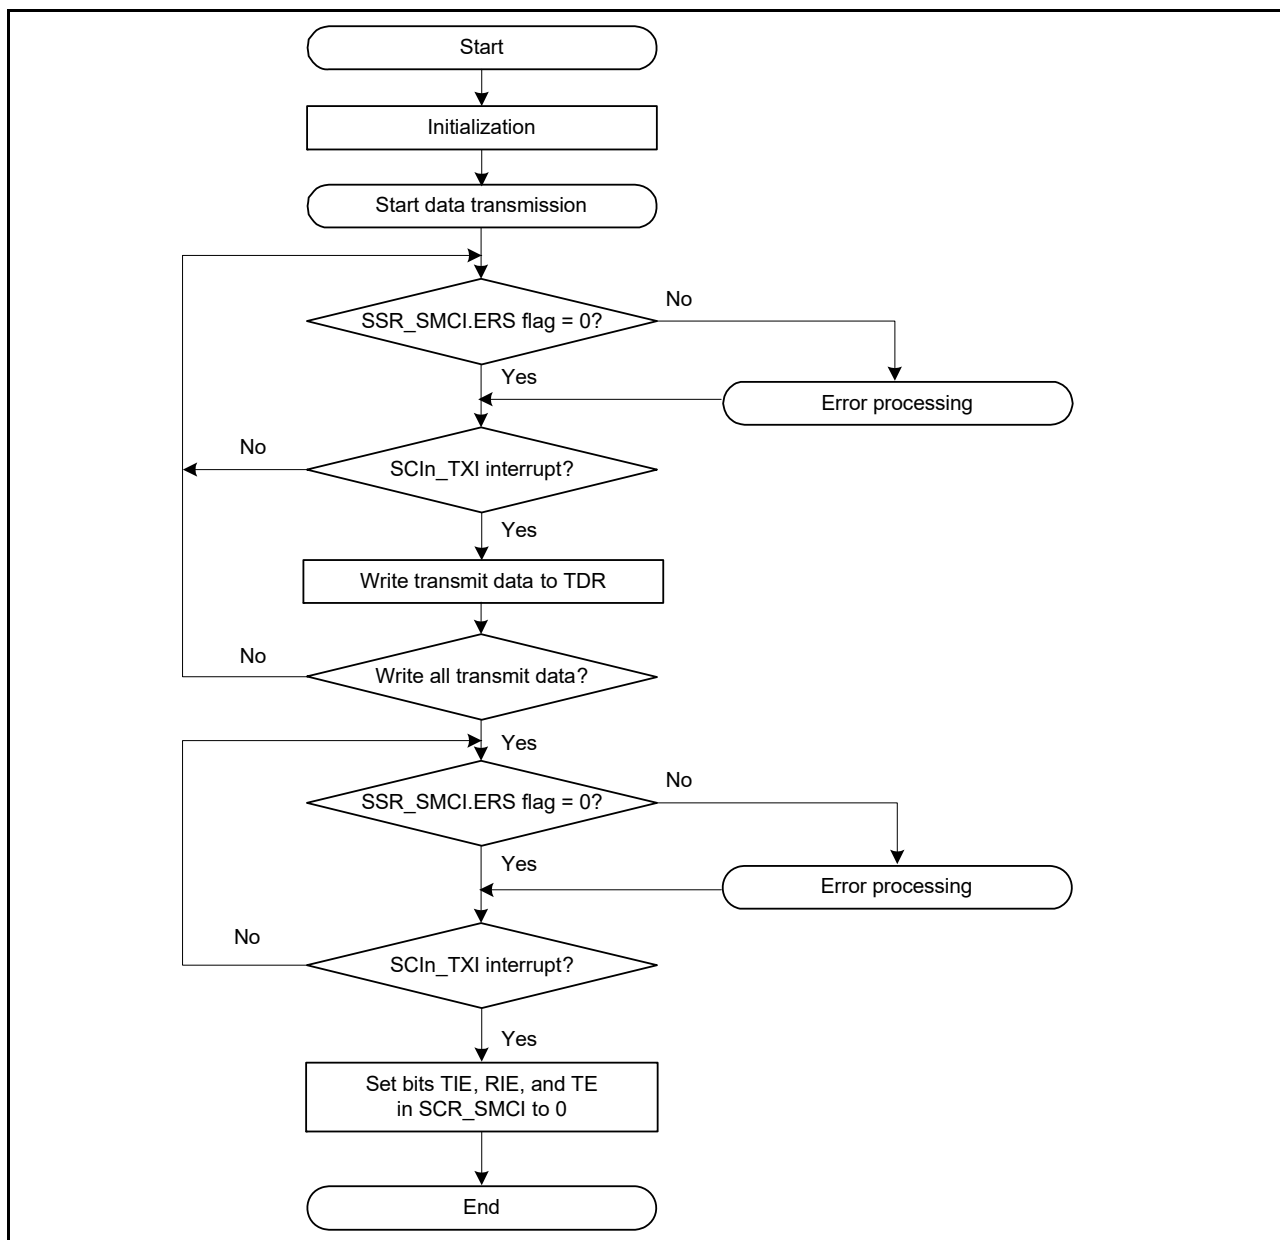 Start
Initialization
Start data transmission
SSR_SMCI.ERS flag = 0?
No
Yes
Error processing
SCIn_TXI interrupt?
No
Yes
Write transmit data to TDR
Write all transmit data?
No
Yes
SSR_SMCI.ERS flag = 0?
No
Yes
Error processing
SCIn_TXI interrupt?
No
Yes
Set bits TIE, RIE, and TE
in SCR_SMCI to 0
End